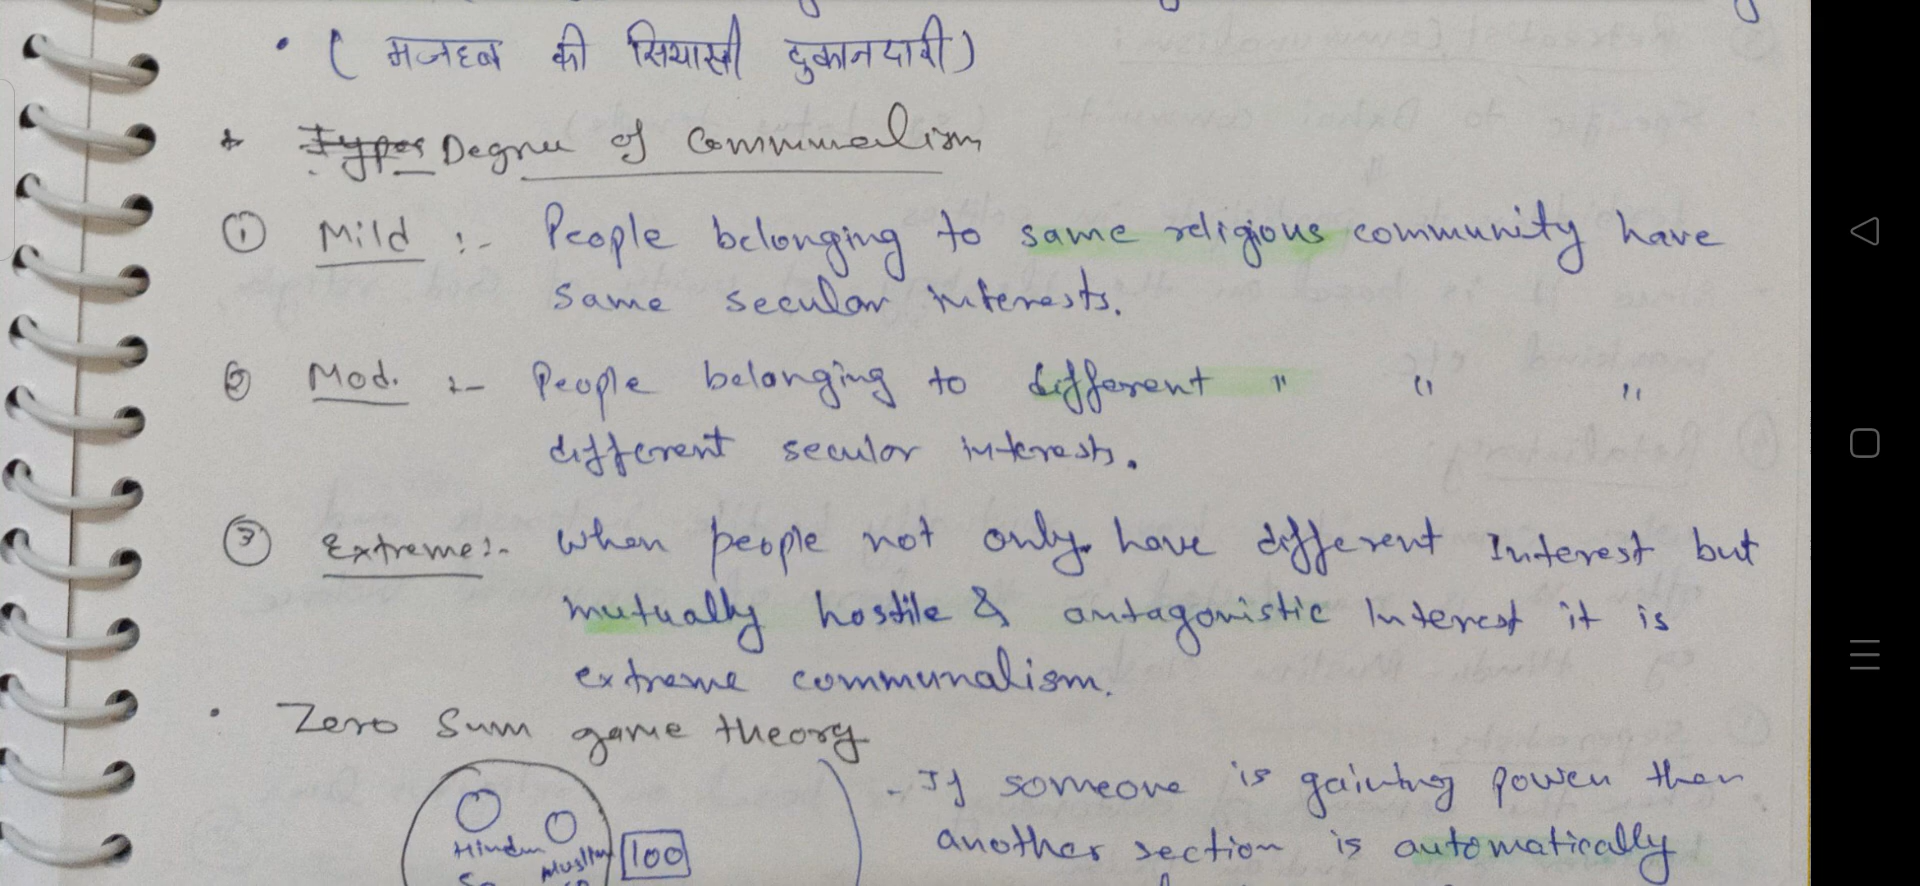 • ( मजहब की सियासी दुकानदारी )
* Types Degree of Communalism
① Mild :- People belonging to same religious community have
same secular interests.
② Mod. :- People belonging to different " " "
different secular interests.
③ Extreme :- When people not only have different Interest but
mutually hostile & antagonistic Interest it is
extreme communalism.
• Zero Sum game theory
- If someone is gaining power then
another section is automatically
Hindu
Muslim
100